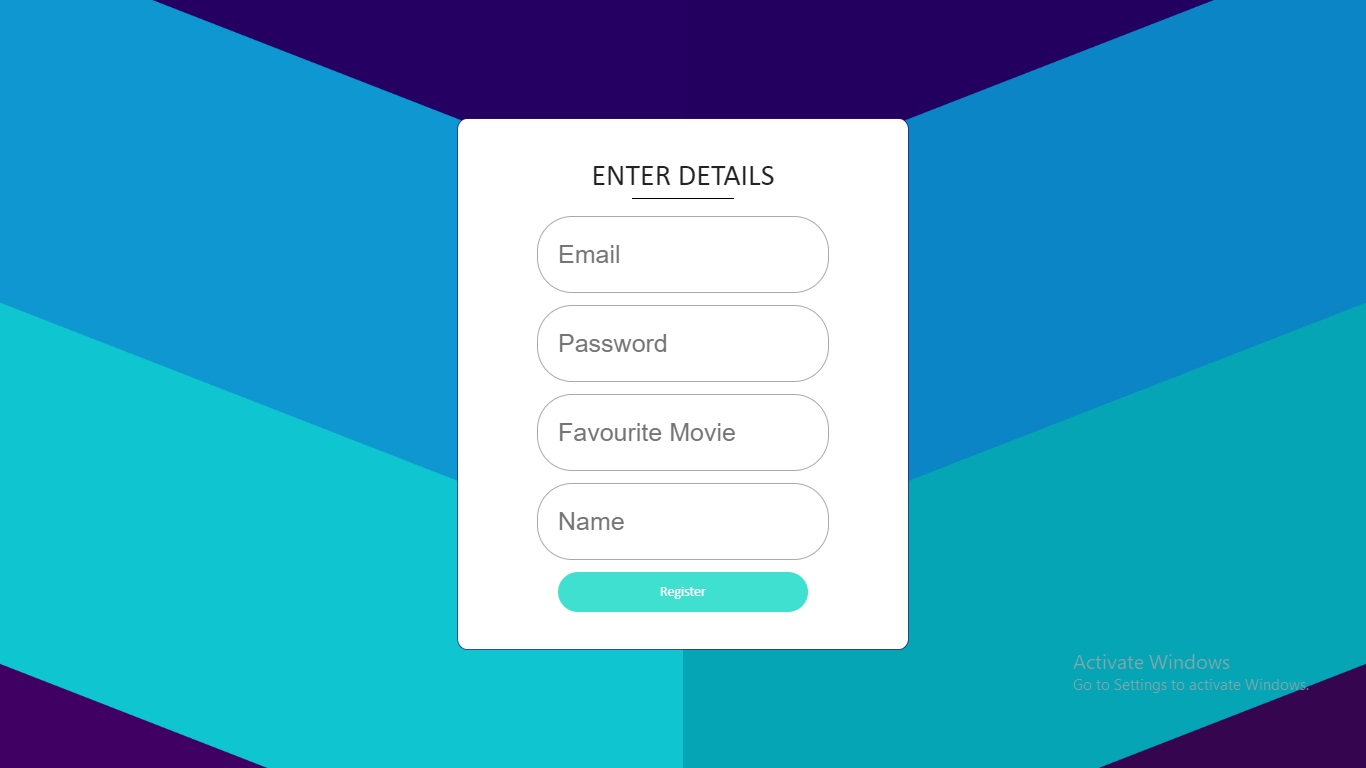 ENTER DETAILS
Email
Password
Favourite Movie
Name
Register
Activate Windows
Go to Settings to activate Windows.